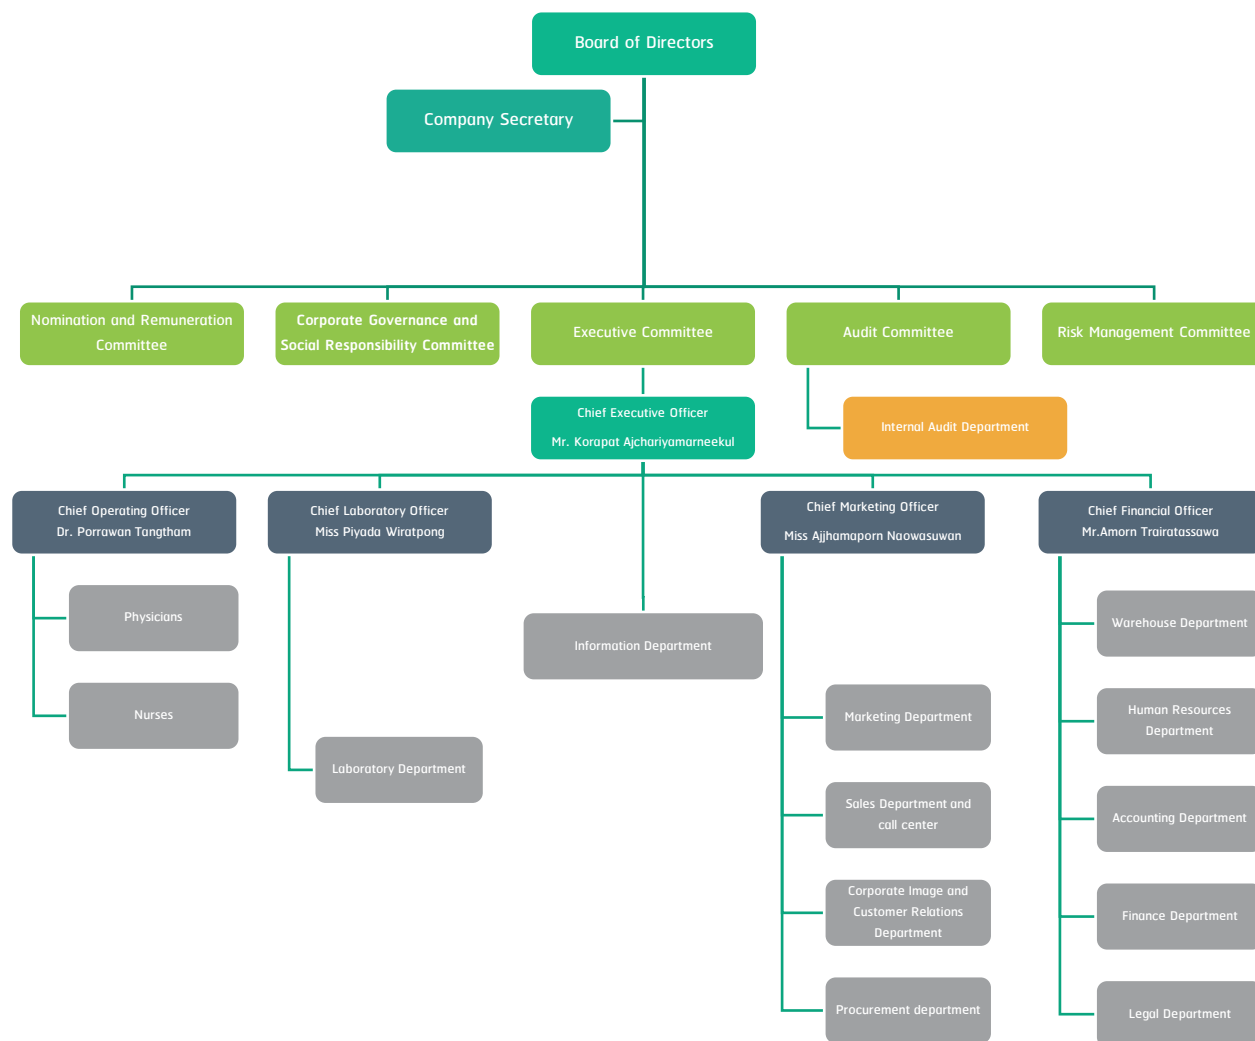 Board of Directors
Company Secretary
Nomination and Remuneration
Committee
Corporate Governance and
Social Responsibility Committee
Executive Committee
Audit Committee
Risk Management Committee
Chief Executive Officer
Mr. Korapat Ajchariyamarneekul
Internal Audit Department
Chief Operating Officer
Dr. Porrawan Tangtham
Chief Laboratory Officer
Miss Piyada Wiratpong
Chief Marketing Officer
Miss Ajjhamaporn Naowasuwan
Chief Financial Officer
Mr.Amorn Trairatassawa
Physicians
Nurses
Laboratory Department
Information Department
Marketing Department
Sales Department and
call center
Corporate Image and
Customer Relations
Department
Procurement department
Warehouse Department
Human Resources
Department
Accounting Department
Finance Department
Legal Department